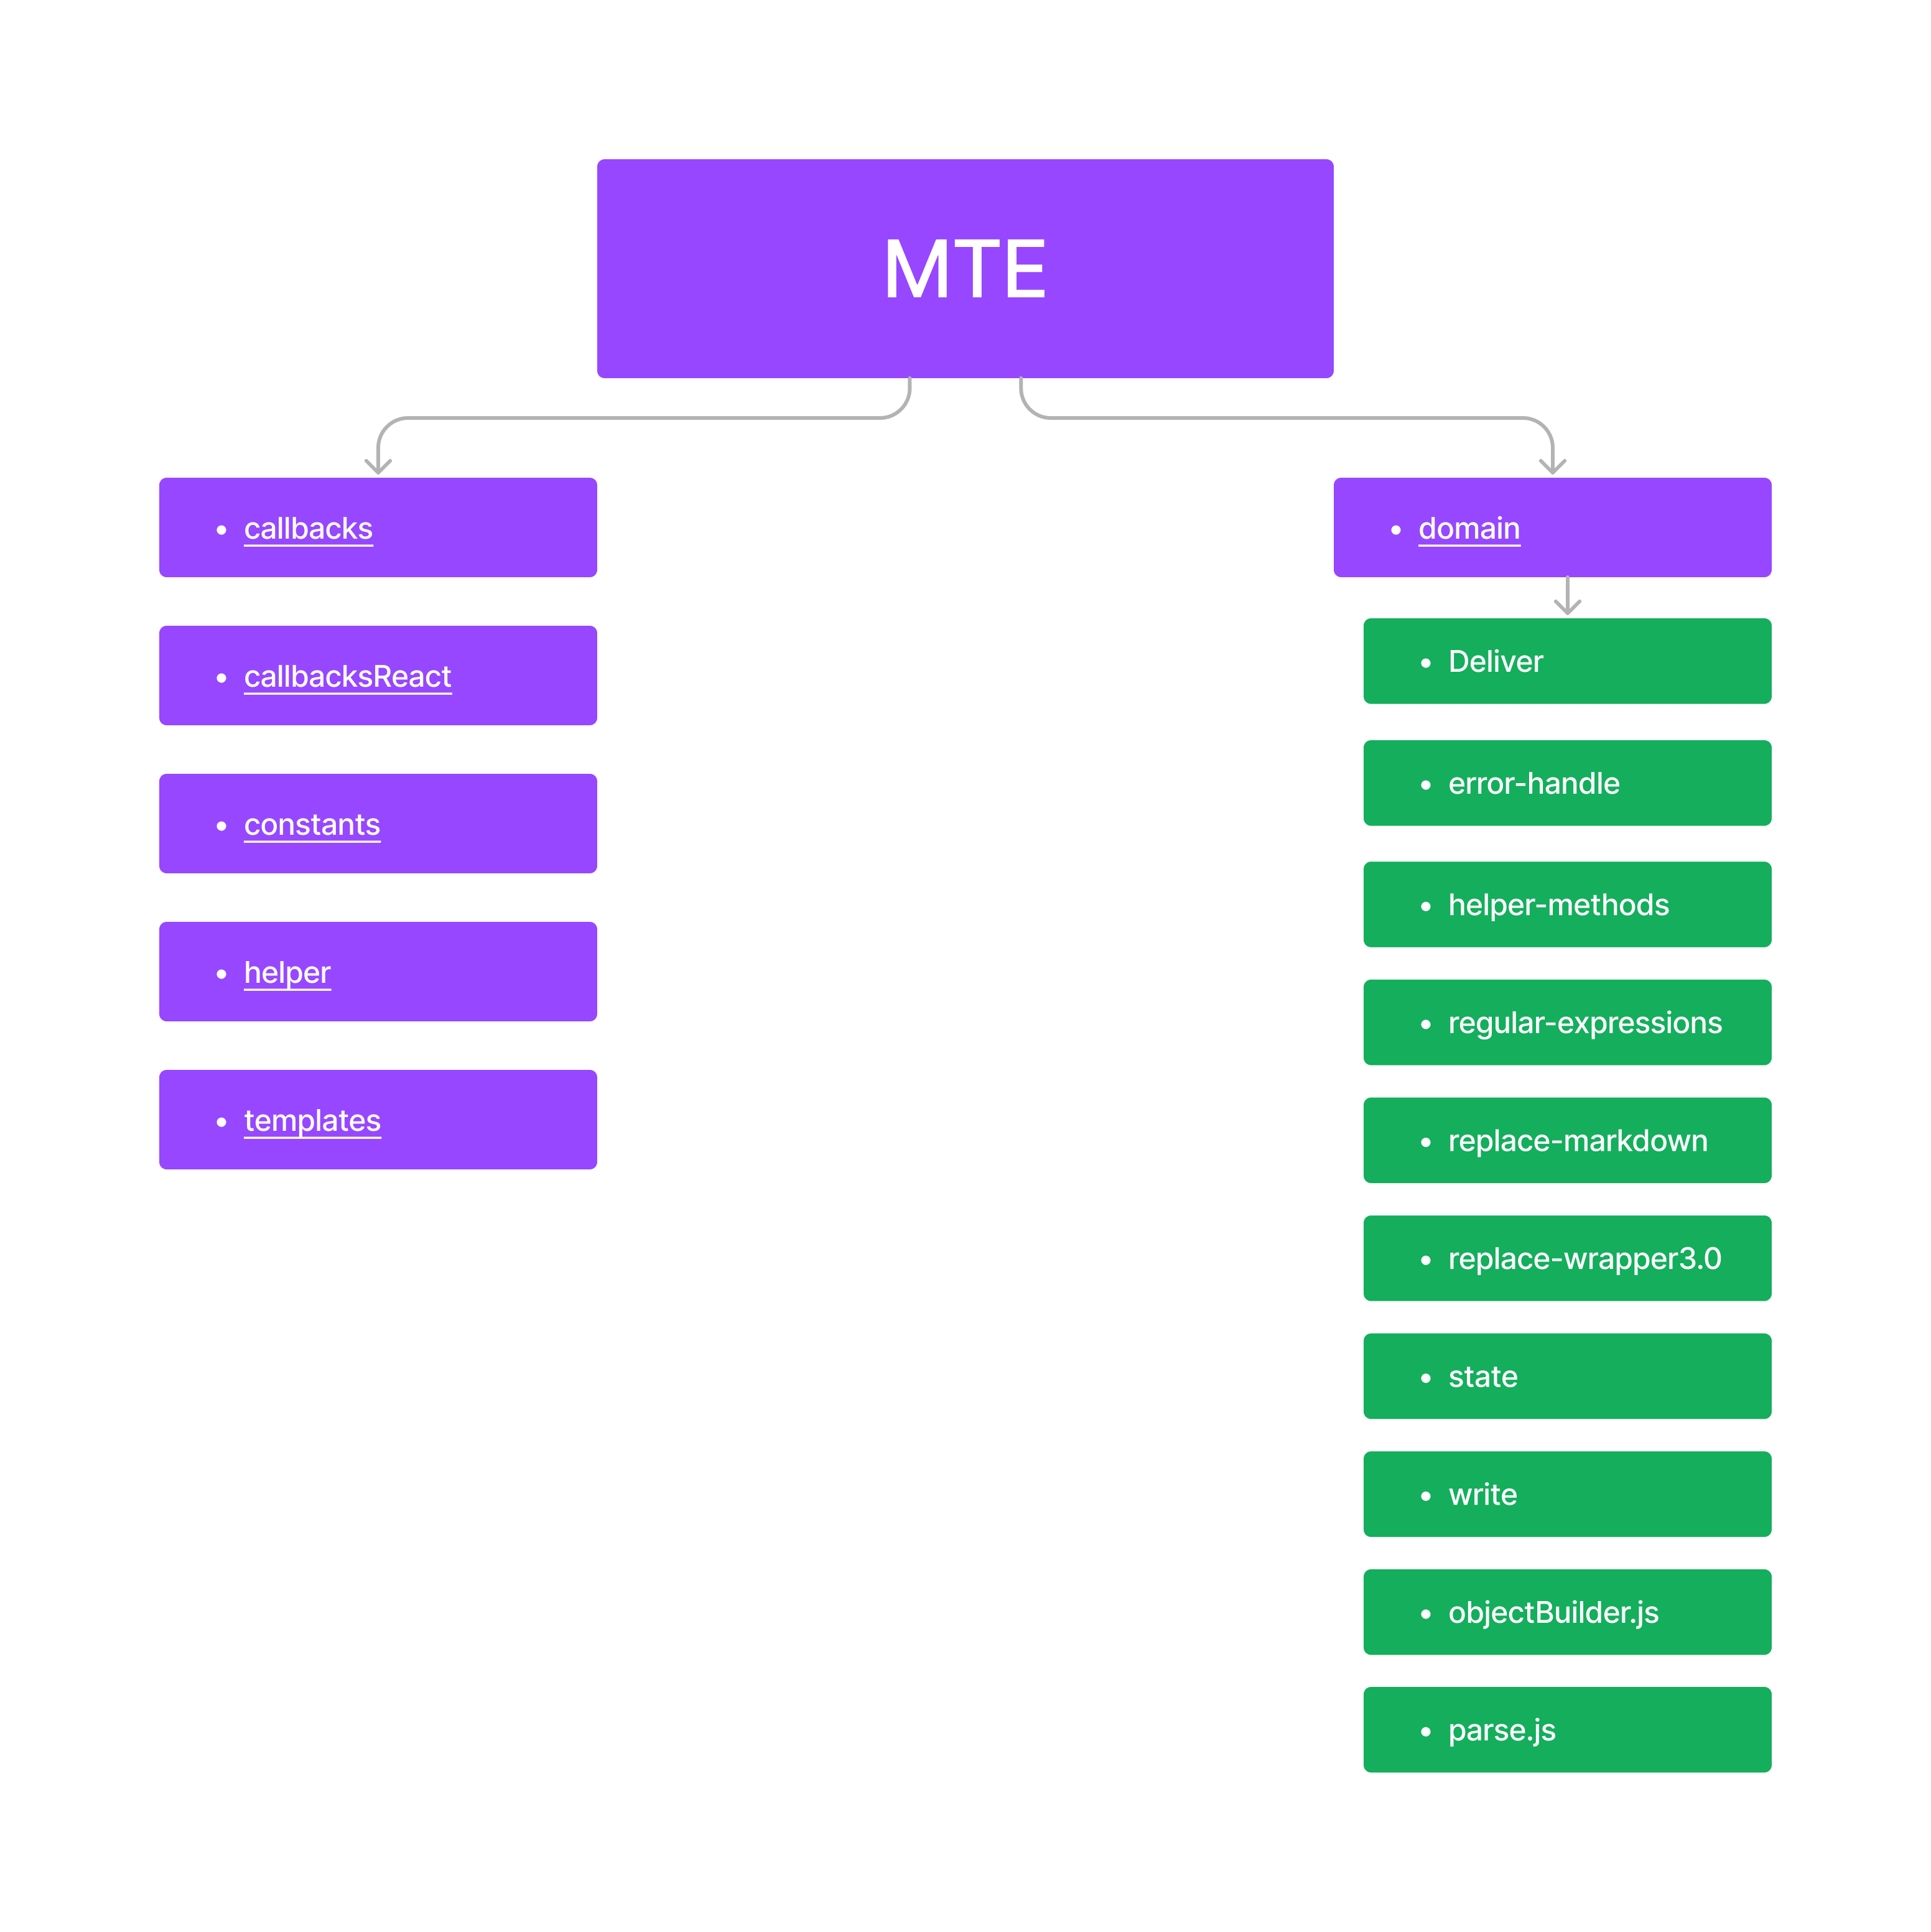 MTE
callbacks
callbacksReact
constants
helper
templates
domain
Deliver
error-handle
helper-methods
regular-expressions
replace-markdown
replace-wrapper3.0
state
write
objectBuilder.js
parse.js